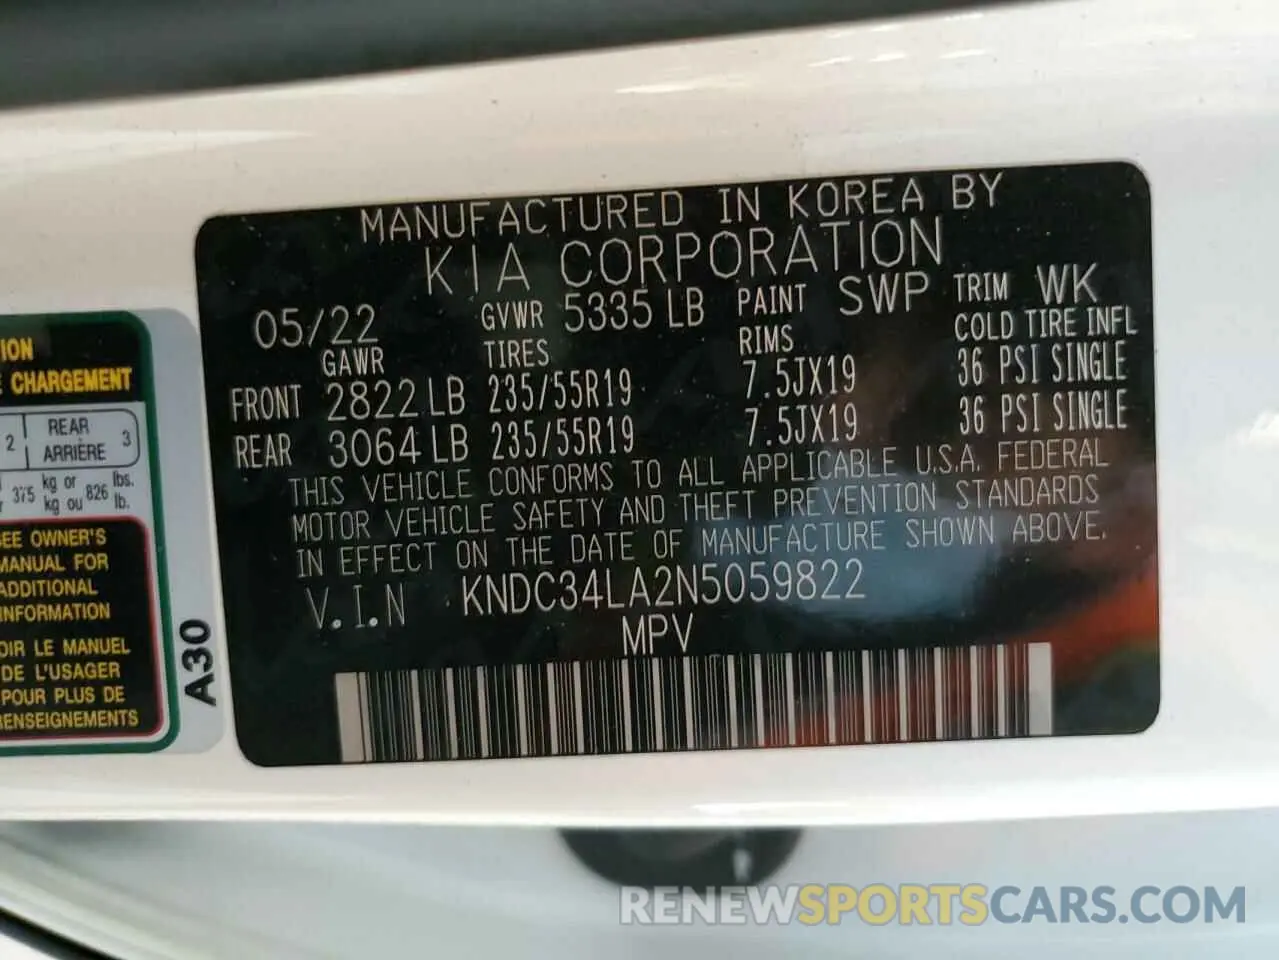 MANUFACTURED IN KOREA BY
KIA CORPORATION
05/22 GVWR 5335 LB PAINT SWP TRIM WK
GAWR TIRES RIMS COLD TIRE INFL
FRONT 2822 LB 235/55R19 7.5JX19 36 PSI SINGLE
REAR 3064 LB 235/55R19 7.5JX19 36 PSI SINGLE
THIS VEHICLE CONFORMS TO ALL APPLICABLE U.S.A. FEDERAL
MOTOR VEHICLE SAFETY AND THEFT PREVENTION STANDARDS
IN EFFECT ON THE DATE OF MANUFACTURE SHOWN ABOVE.
V.I.N KNDC34LA2N5059822
MPV
ION
CHARGEMENT
2 REAR
ARRIÈRE 3
375 kg or 826 lbs.
kg ou lb.
SEE OWNER'S
MANUAL FOR
ADDITIONAL
INFORMATION
OIR LE MANUEL
DE L'USAGER
POUR PLUS DE
RENSEIGNEMENTS
A30
RENEWSPORTSCARS.COM